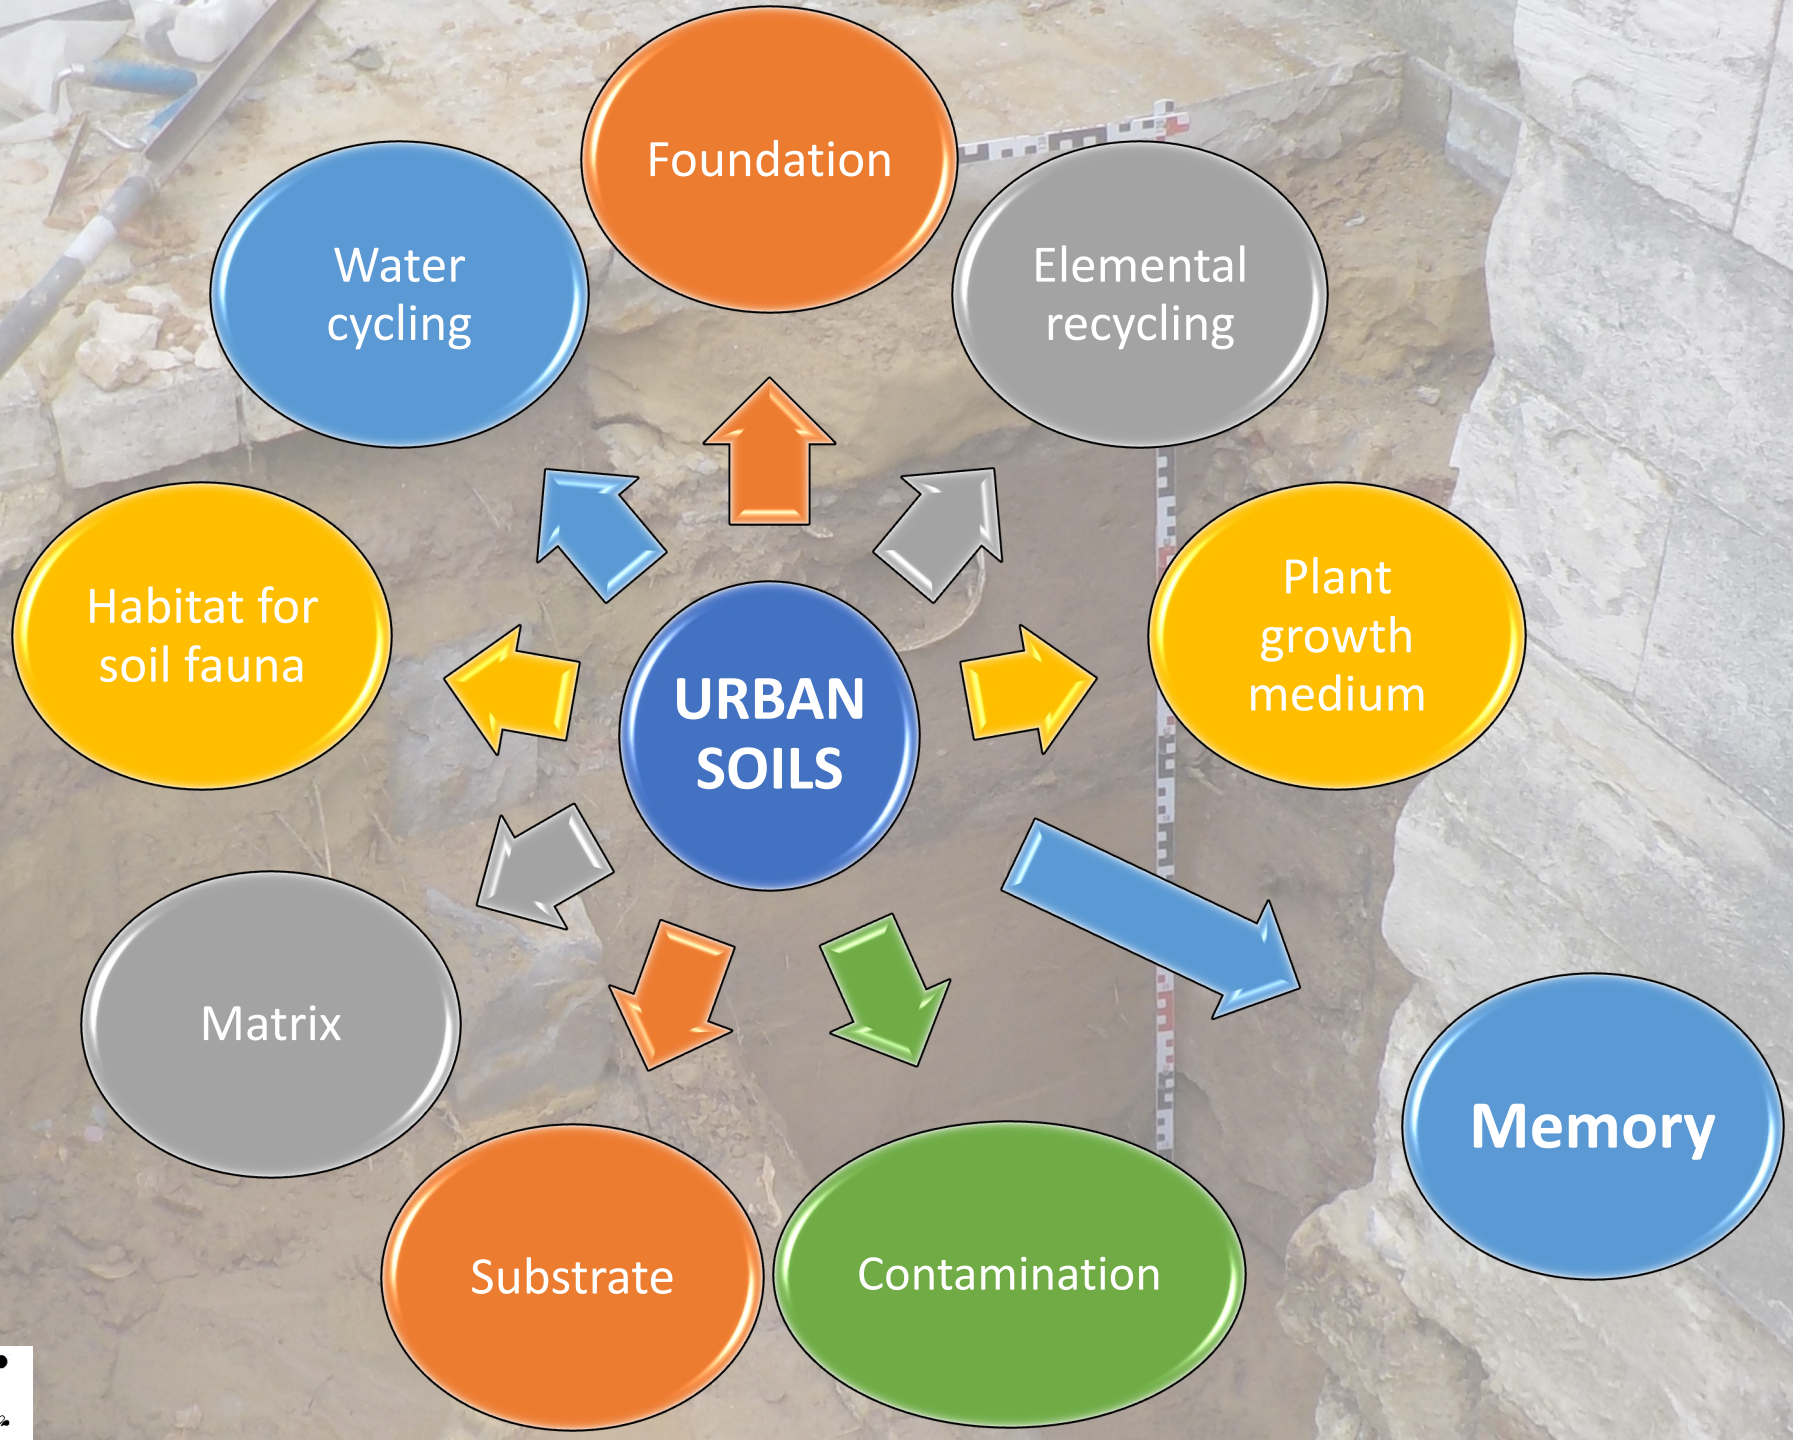 Foundation
Water
cycling
Elemental
recycling
Habitat for
soil fauna
Plant
growth
medium
URBAN
SOILS
Matrix
Memory
Substrate
Contamination